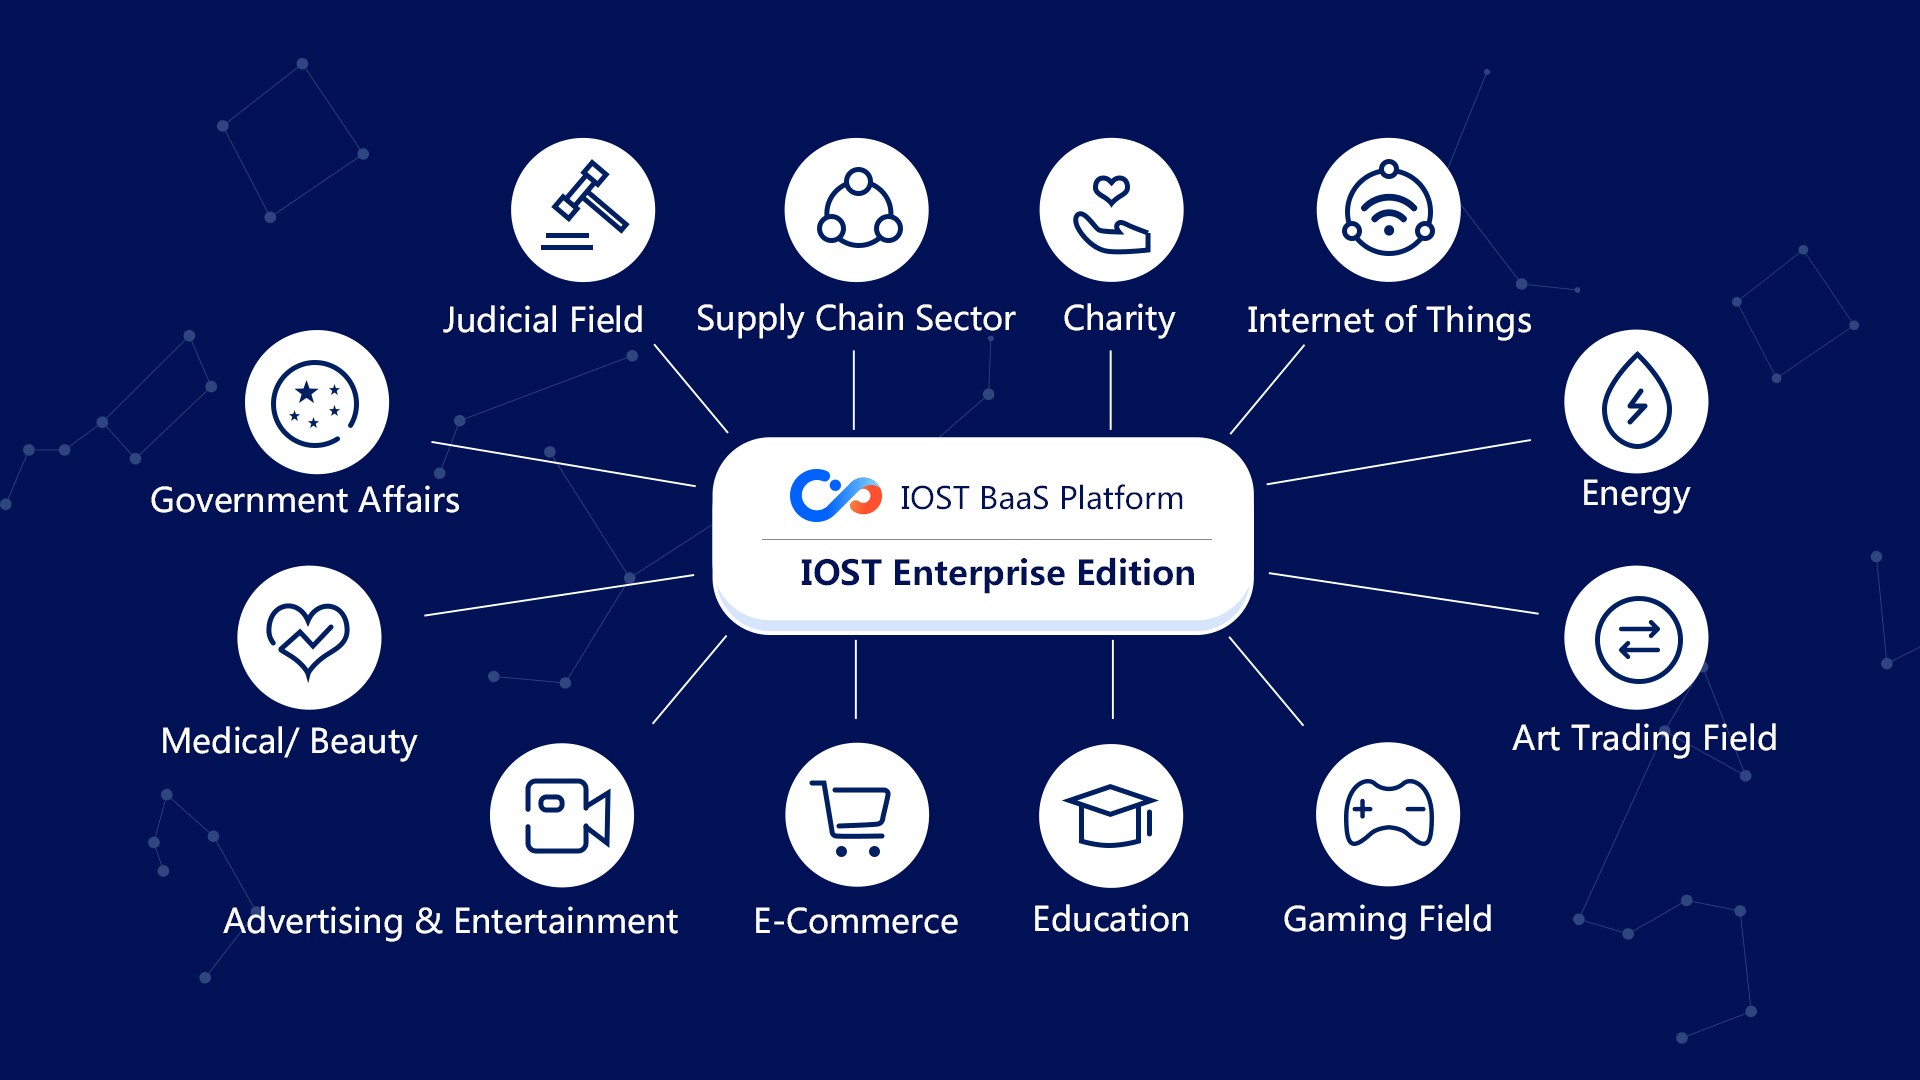 Judicial Field
Supply Chain Sector
Charity
Internet of Things
Government Affairs
Energy
IOST BaaS Platform
IOST Enterprise Edition
Medical/ Beauty
Art Trading Field
Advertising & Entertainment
E-Commerce
Education
Gaming Field